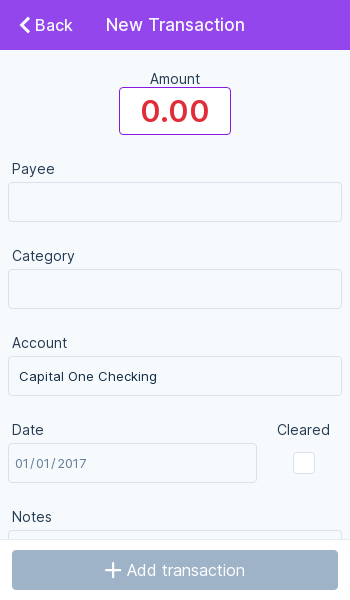 Back
New Transaction
Amount
0.00
Payee
Category
Account
Capital One Checking
Date
Cleared
01/01/2017
Notes
Add transaction